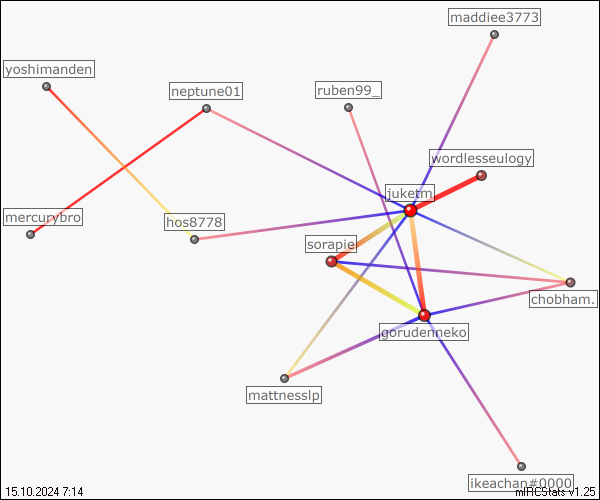 maddiee3773
yoshimanden
neptune01
ruben99_
wordlesseulogy
juketm
mercurybro
hos8778
sorapie
chobham.
gorudenneko
mattnesslp
ikeachan#0000
15.10.2024 7:14
mIRCStats v1.25